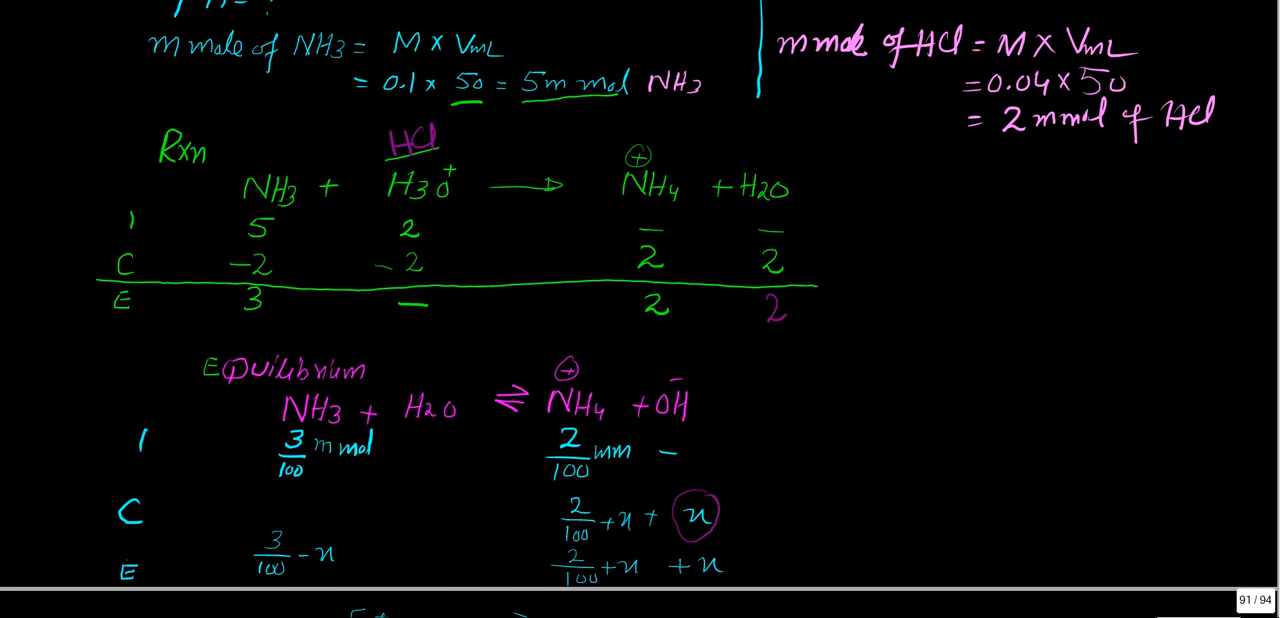 m mole of NH3 = M x VmL
= 0.1 x 50 = 5m mol NH3
m mole of HCl = M x VmL
= 0.04 x 50
= 2 mmol of HCl
Rxn
HCl
NH3 + H3O+ → NH4⊕ + H2O
I 5 2 — —
C -2 -2 2 2
E 3 — 2 2
Equilibrium
NH3 + H2O ⇌ NH4⊕ + OH-
I 3/100 m mol 2/100 mm -
C 2/100 + x + x
E 3/100 - x 2/100 + x + x
91 / 94